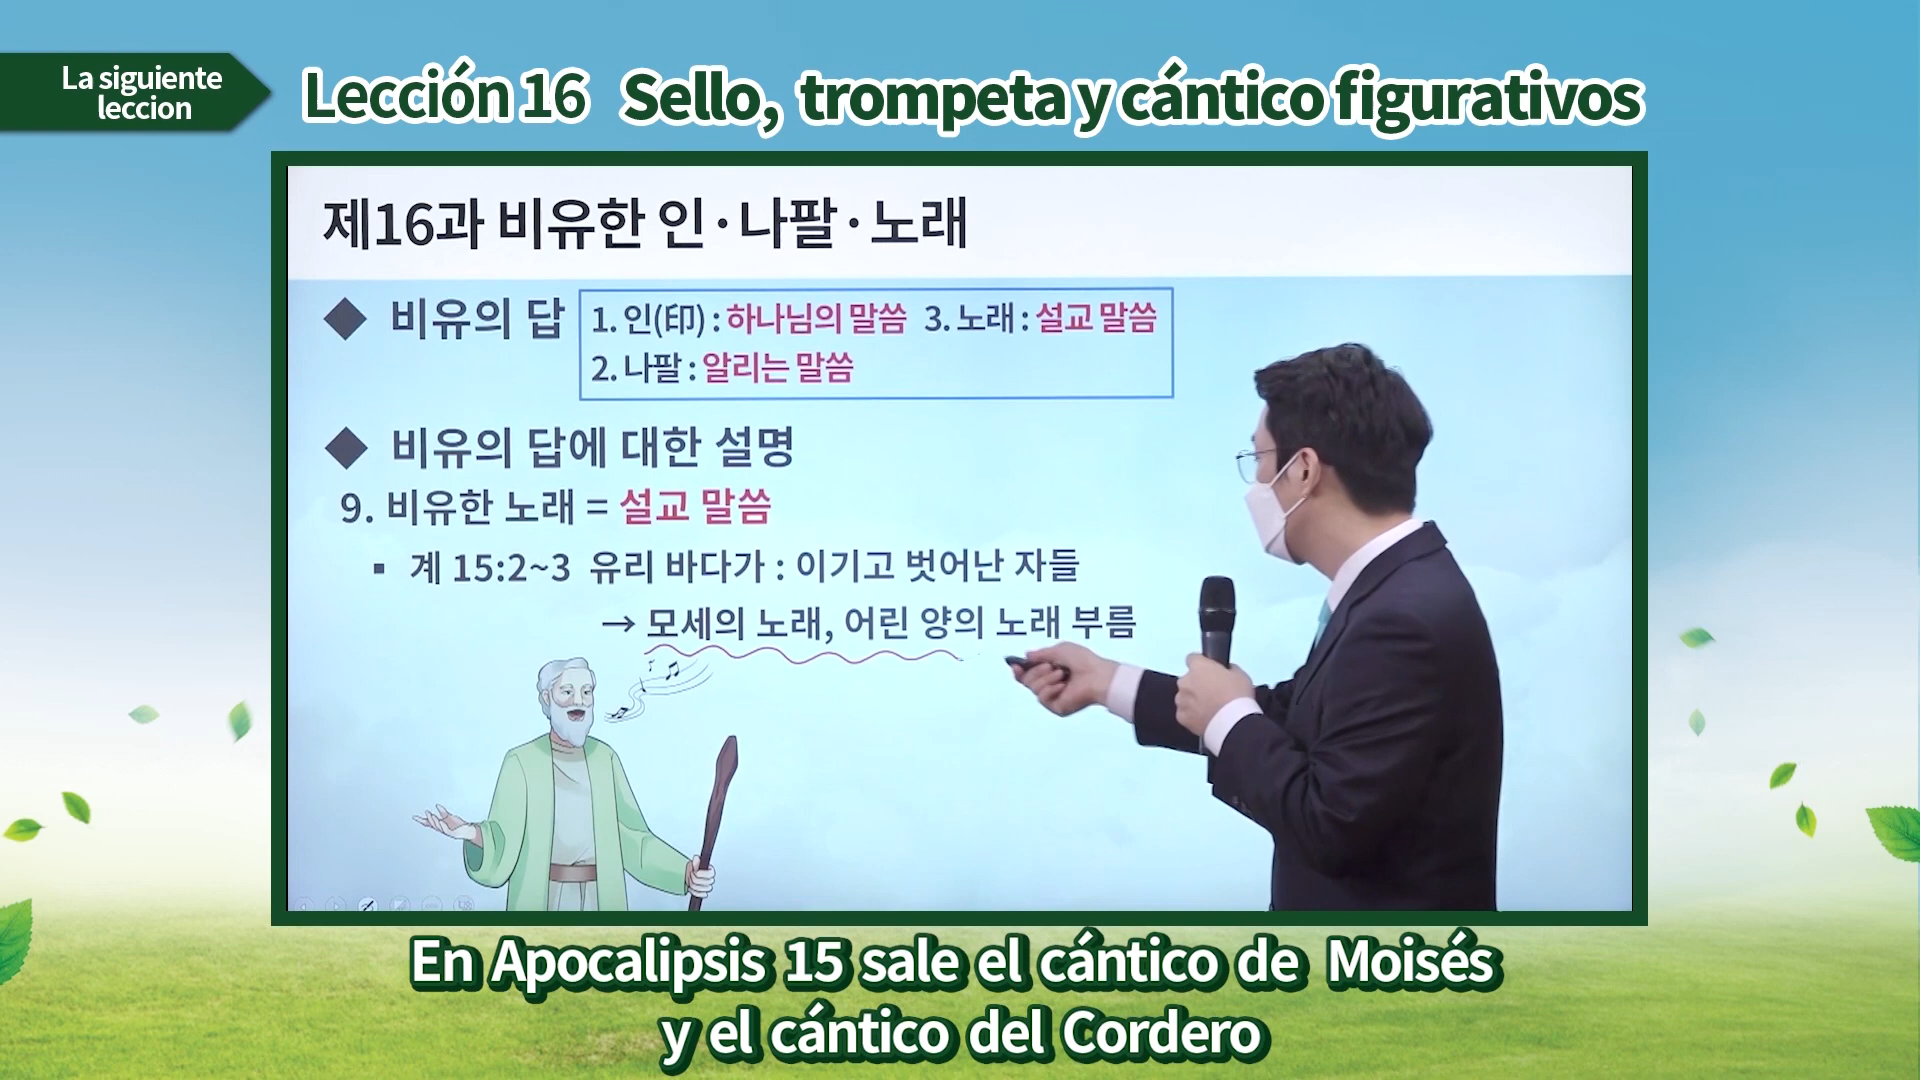 La siguiente
leccion
Lección 16 Sello, trompeta y cántico figurativos
제16과 비유한 인·나팔·노래
◆ 비유의 답
1. 인(印) : 하나님의 말씀 3. 노래 : 설교 말씀
2. 나팔 : 알리는 말씀
◆ 비유의 답에 대한 설명
9. 비유한 노래 = 설교 말씀
▪ 계 15:2~3 유리 바다가 : 이기고 벗어난 자들
→ 모세의 노래, 어린 양의 노래 부름
En Apocalipsis 15 sale el cántico de Moisés
y el cántico del Cordero